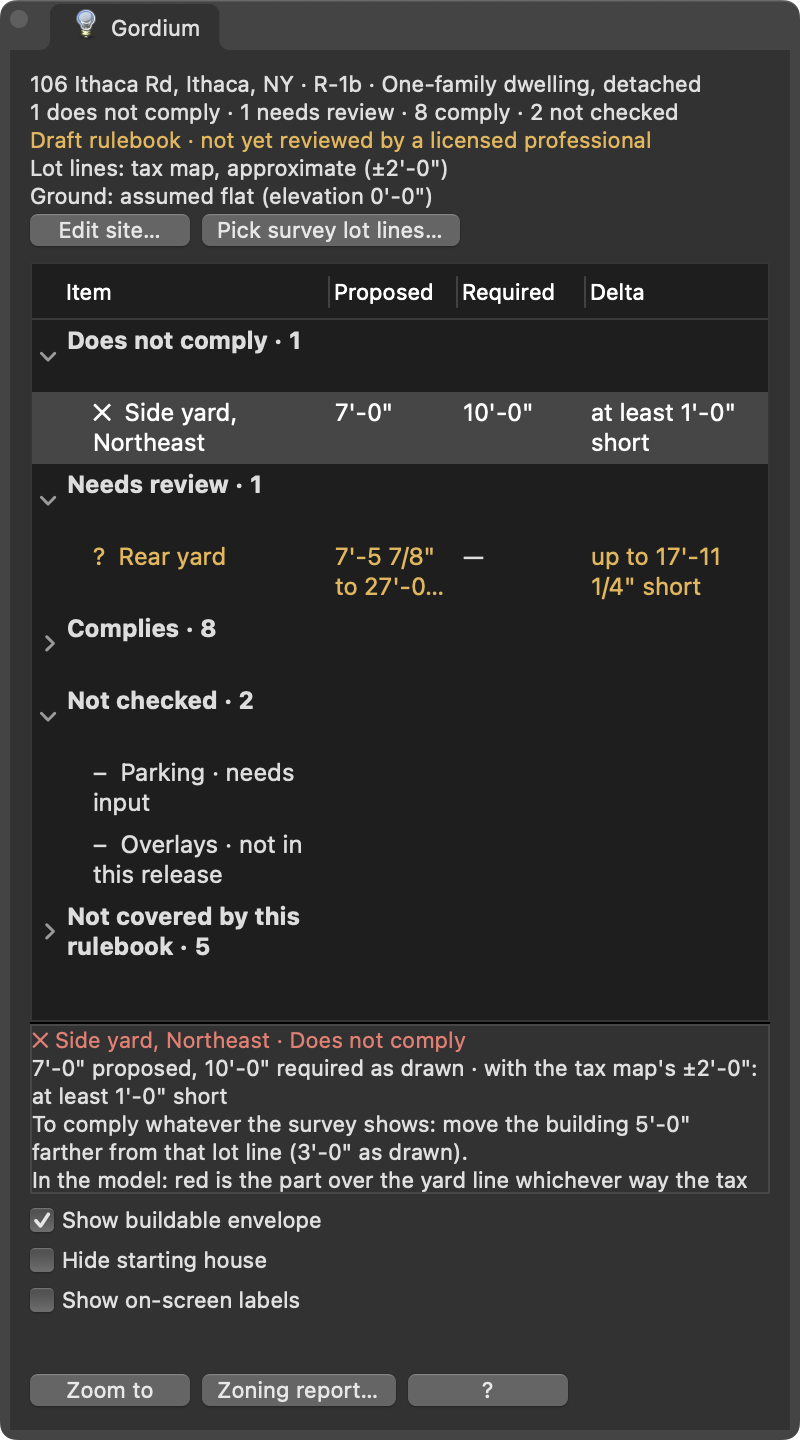 Gordium
106 Ithaca Rd, Ithaca, NY · R-1b · One-family dwelling, detached
1 does not comply · 1 needs review · 8 comply · 2 not checked
Draft rulebook · not yet reviewed by a licensed professional
Lot lines: tax map, approximate (±2'-0")
Ground: assumed flat (elevation 0'-0")
Edit site... Pick survey lot lines...
Item Proposed Required Delta
Does not comply · 1
✕ Side yard, 7'-0" 10'-0" at least 1'-0"
Northeast short
Needs review · 1
? Rear yard 7'-5 7/8" — up to 17'-11
to 27'-0... 1/4" short
Complies · 8
Not checked · 2
– Parking · needs
input
– Overlays · not in
this release
Not covered by this
rulebook · 5
✕ Side yard, Northeast · Does not comply
7'-0" proposed, 10'-0" required as drawn · with the tax map's ±2'-0":
at least 1'-0" short
To comply whatever the survey shows: move the building 5'-0"
farther from that lot line (3'-0" as drawn).
In the model: red is the part over the yard line whichever way the tax
Show buildable envelope
Hide starting house
Show on-screen labels
Zoom to Zoning report... ?